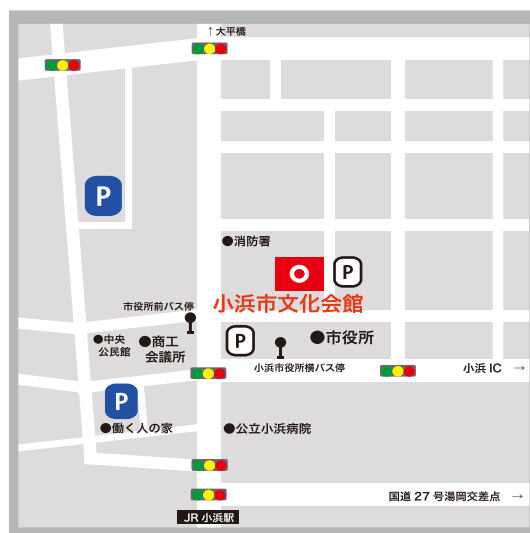 ↑大平橋
P
●消防署
P
小浜市文化会館
市役所前バス停
●中央
公民館
●商工
会議所
P
●市役所
小浜市役所横バス停
小浜 IC →
P
●働く人の家
●公立小浜病院
国道 27 号湯岡交差点 →
JR 小浜駅